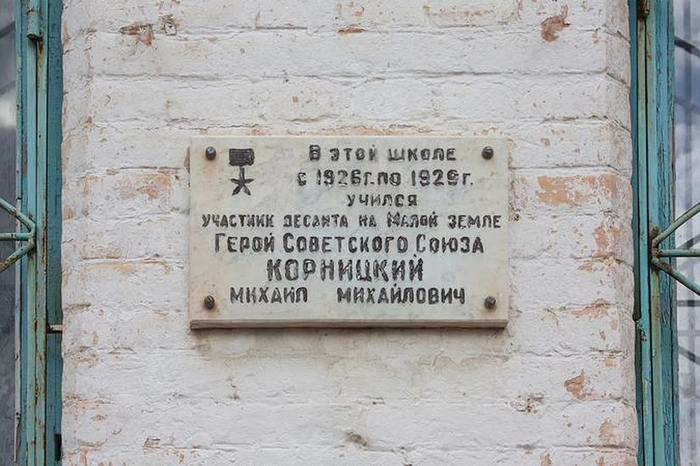 В этой школе
с 1926г. по 1929г.
учился
участник десанта на Малой земле
Герой Советского Союза
КОРНИЦКИЙ
Михаил Михайлович